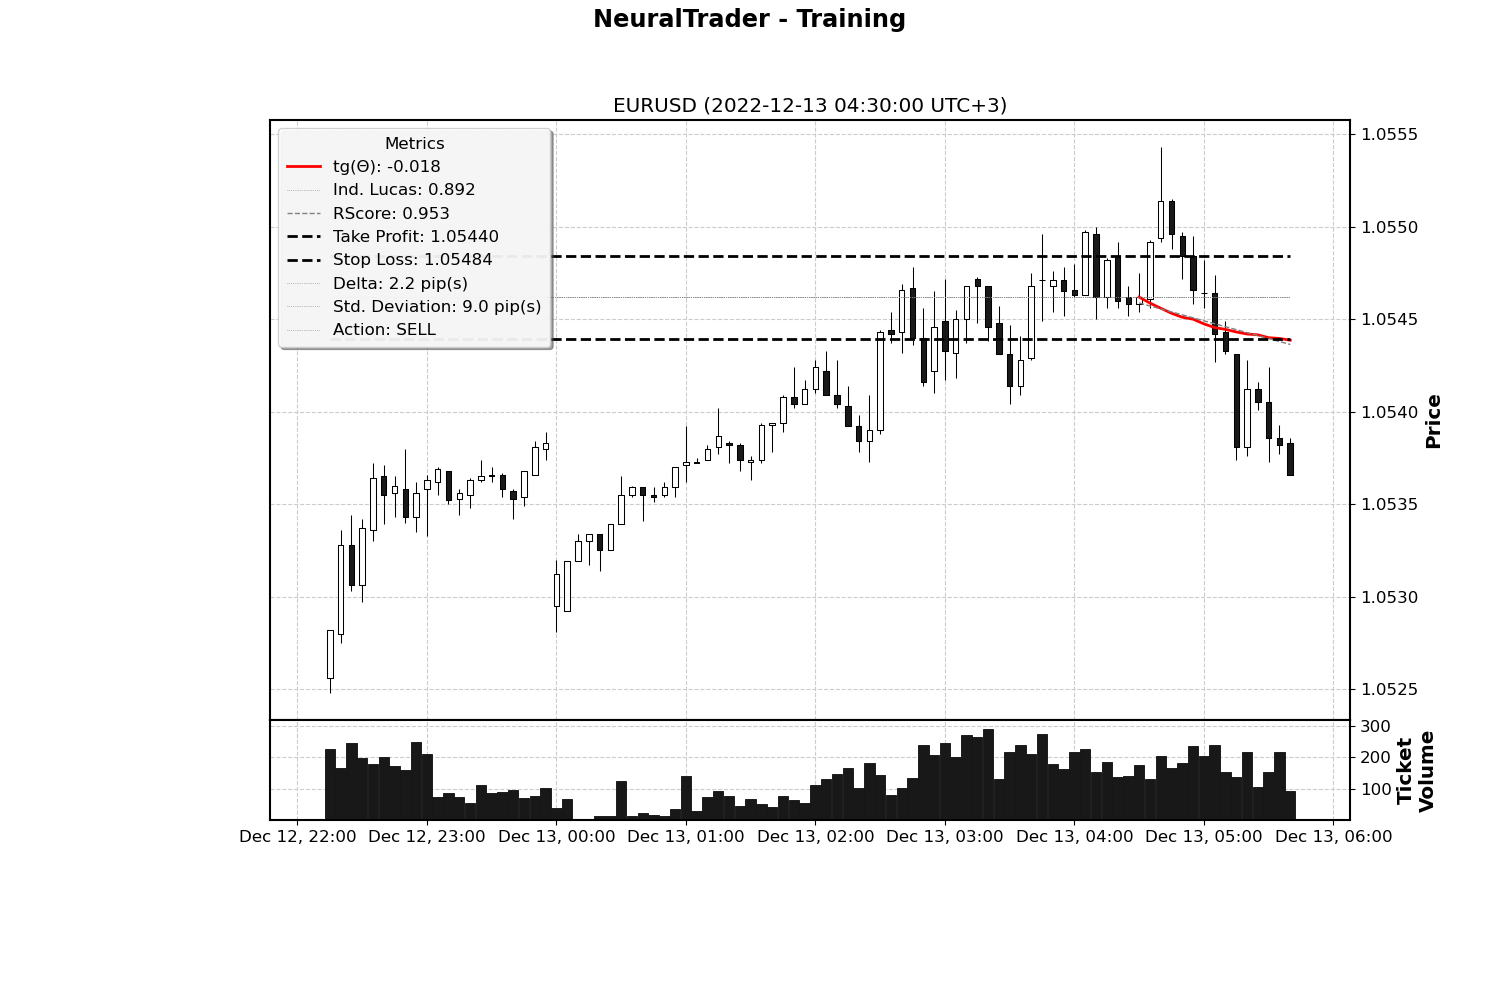 NeuralTrader - Training
EURUSD (2022-12-13 04:30:00 UTC+3)
Metrics
tg(Θ): -0.018
Ind. Lucas: 0.892
RScore: 0.953
Take Profit: 1.05440
Stop Loss: 1.05484
Delta: 2.2 pip(s)
Std. Deviation: 9.0 pip(s)
Action: SELL
1.0555
1.0550
1.0545
1.0540
1.0535
1.0530
1.0525
Price
300
200
100
Ticket
Volume
Dec 12, 22:00
Dec 12, 23:00
Dec 13, 00:00
Dec 13, 01:00
Dec 13, 02:00
Dec 13, 03:00
Dec 13, 04:00
Dec 13, 05:00
Dec 13, 06:00